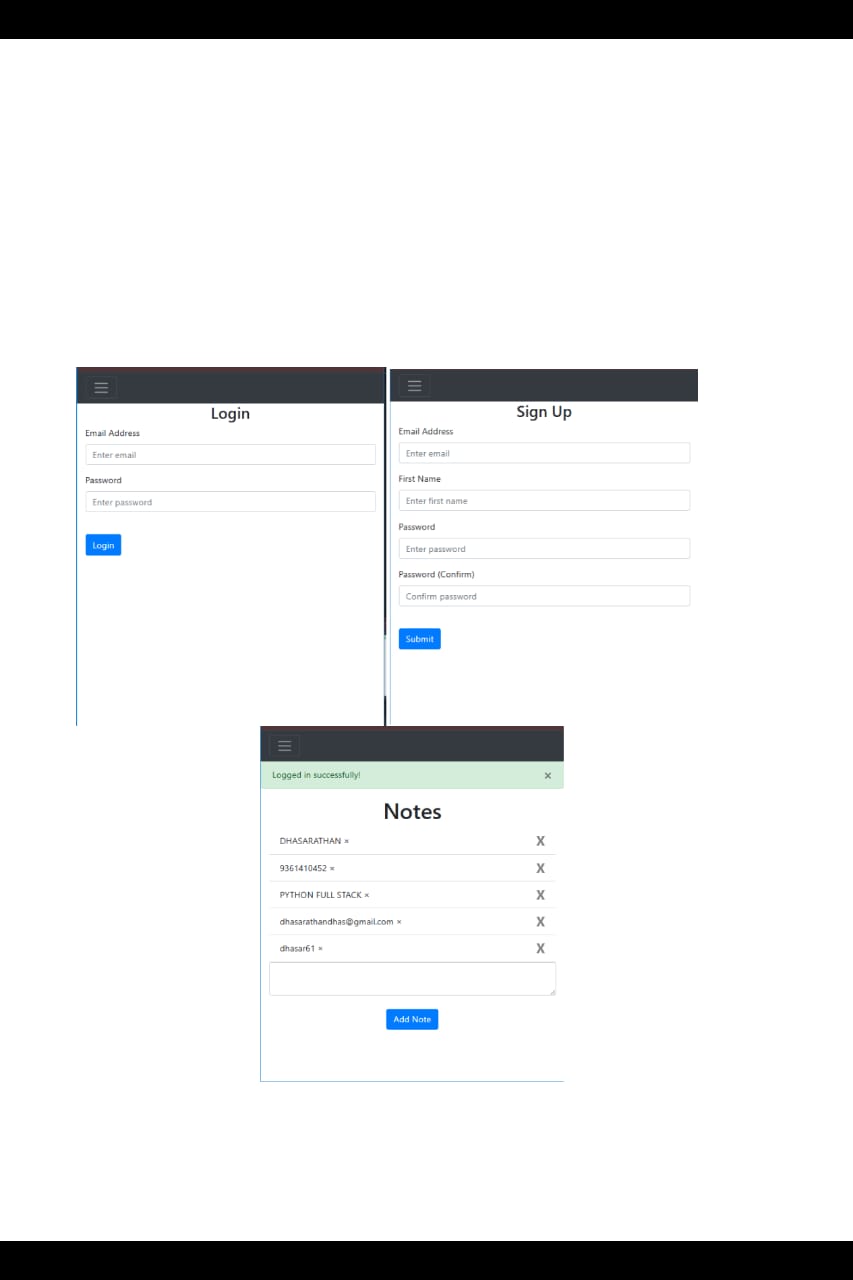 Login
Email Address
Enter email
Password
Enter password
Login
Sign Up
Email Address
Enter email
First Name
Enter first name
Password
Enter password
Password (Confirm)
Confirm password
Submit
Logged in successfully! ×
Notes
DHASARATHAN × X
9361410452 × X
PYTHON FULL STACK × X
dhasarathandhas@gmail.com × X
dhasar61 × X
Add Note